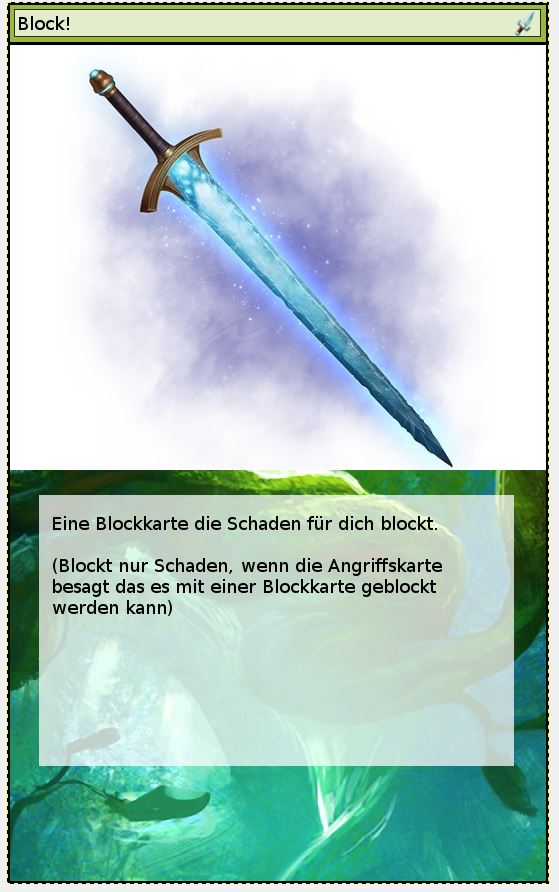 Block!
Eine Blockkarte die Schaden für dich blockt.
(Blockt nur Schaden, wenn die Angriffskarte
besagt das es mit einer Blockkarte geblockt
werden kann)